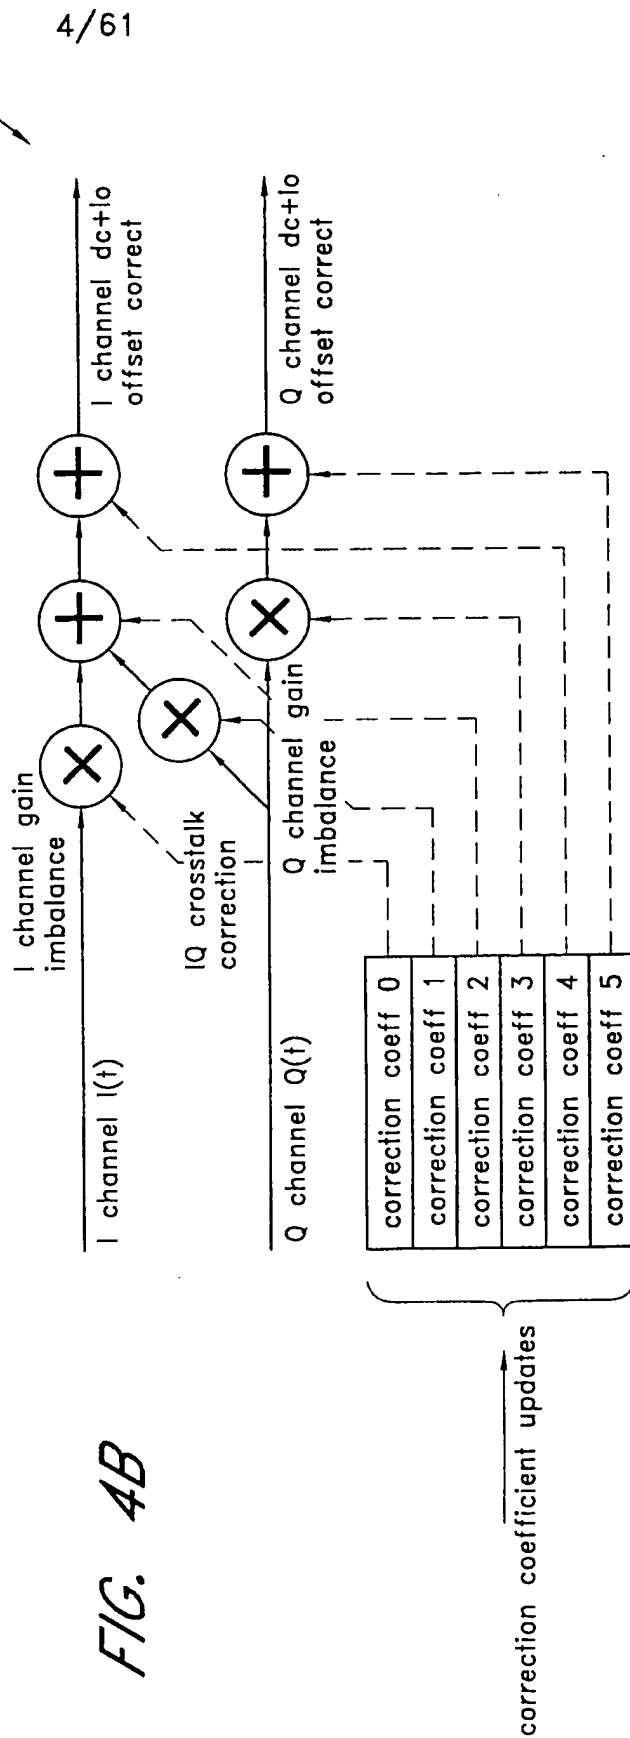 4/61
I channel gain
imbalance
I channel I(t)
I channel dc+lo
offset correct
IQ crosstalk
correction
Q channel Q(t)
Q channel gain
imbalance
Q channel dc+lo
offset correct
correction coeff 0
correction coeff 1
correction coeff 2
correction coeff 3
correction coeff 4
correction coeff 5
correction coefficient updates
FIG. 4B